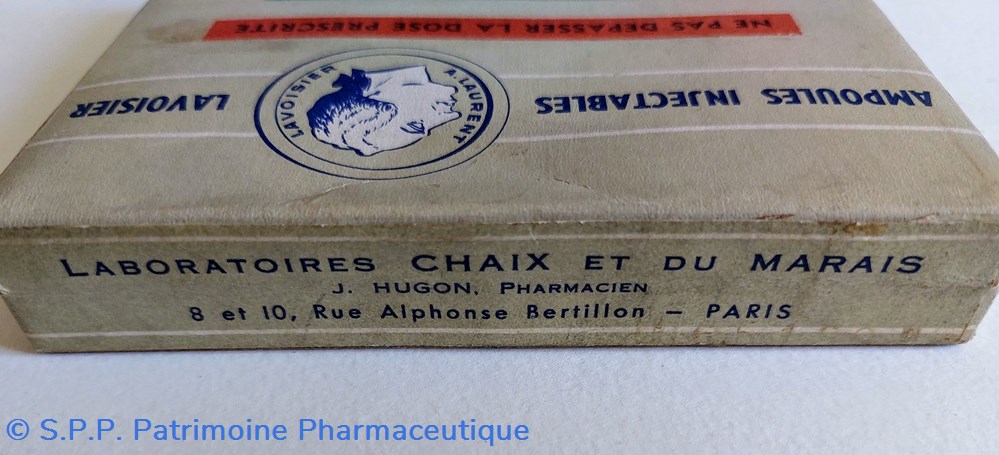 NE PAS DEPASSER LA DOSE PRESCRITE
AMPOULES INJECTABLES LAVOISIER
LAVOISIER
A. LAURENT
LABORATOIRES CHAIX ET DU MARAIS
J. HUGON, PHARMACIEN
8 et 10, Rue Alphonse Bertillon — PARIS
© S.P.P. Patrimoine Pharmaceutique